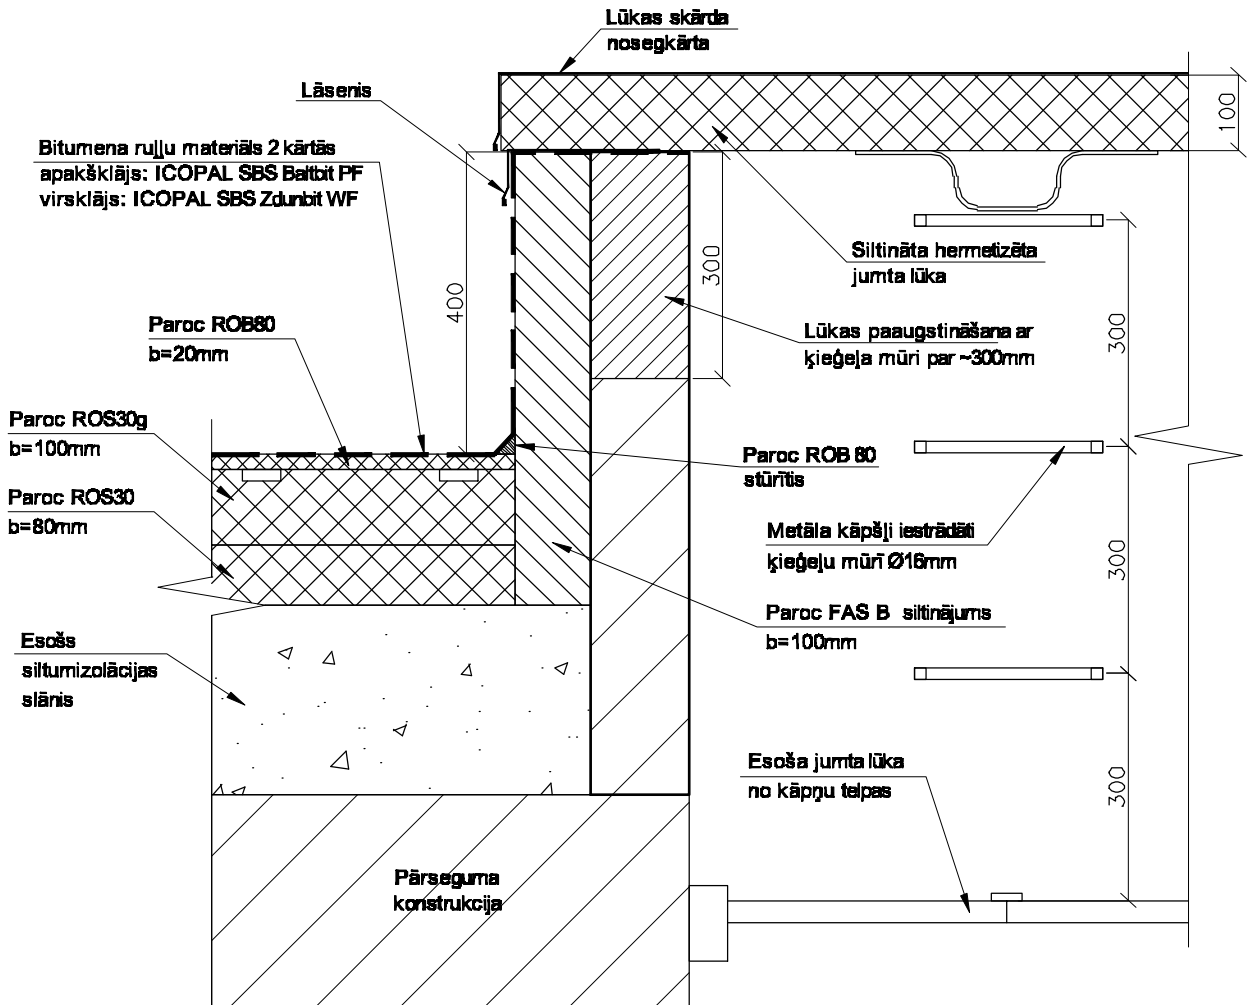 Lūkas skārda
nosegkārta
Lāsenis
Bitumena ruļļu materiāls 2 kārtās
apakšklājs: ICOPAL SBS Baltbit PF
virsklājs: ICOPAL SBS Zdunbit WF
100
Siltināta hermetizēta
jumta lūka
300
400
Paroc ROB80
b=20mm
Lūkas paaugstināšana ar
ķieģeļa mūri par ~300mm
300
Paroc ROS30g
b=100mm
Paroc ROB 80
stūrītis
Paroc ROS30
b=80mm
Metāla kāpšļi iestrādāti
ķieģeļu mūrī Ø16mm
300
Paroc FAS B siltinājums
b=100mm
Esošs
siltumizolācijas
slānis
Esoša jumta lūka
no kāpņu telpas
300
Pārseguma
konstrukcija